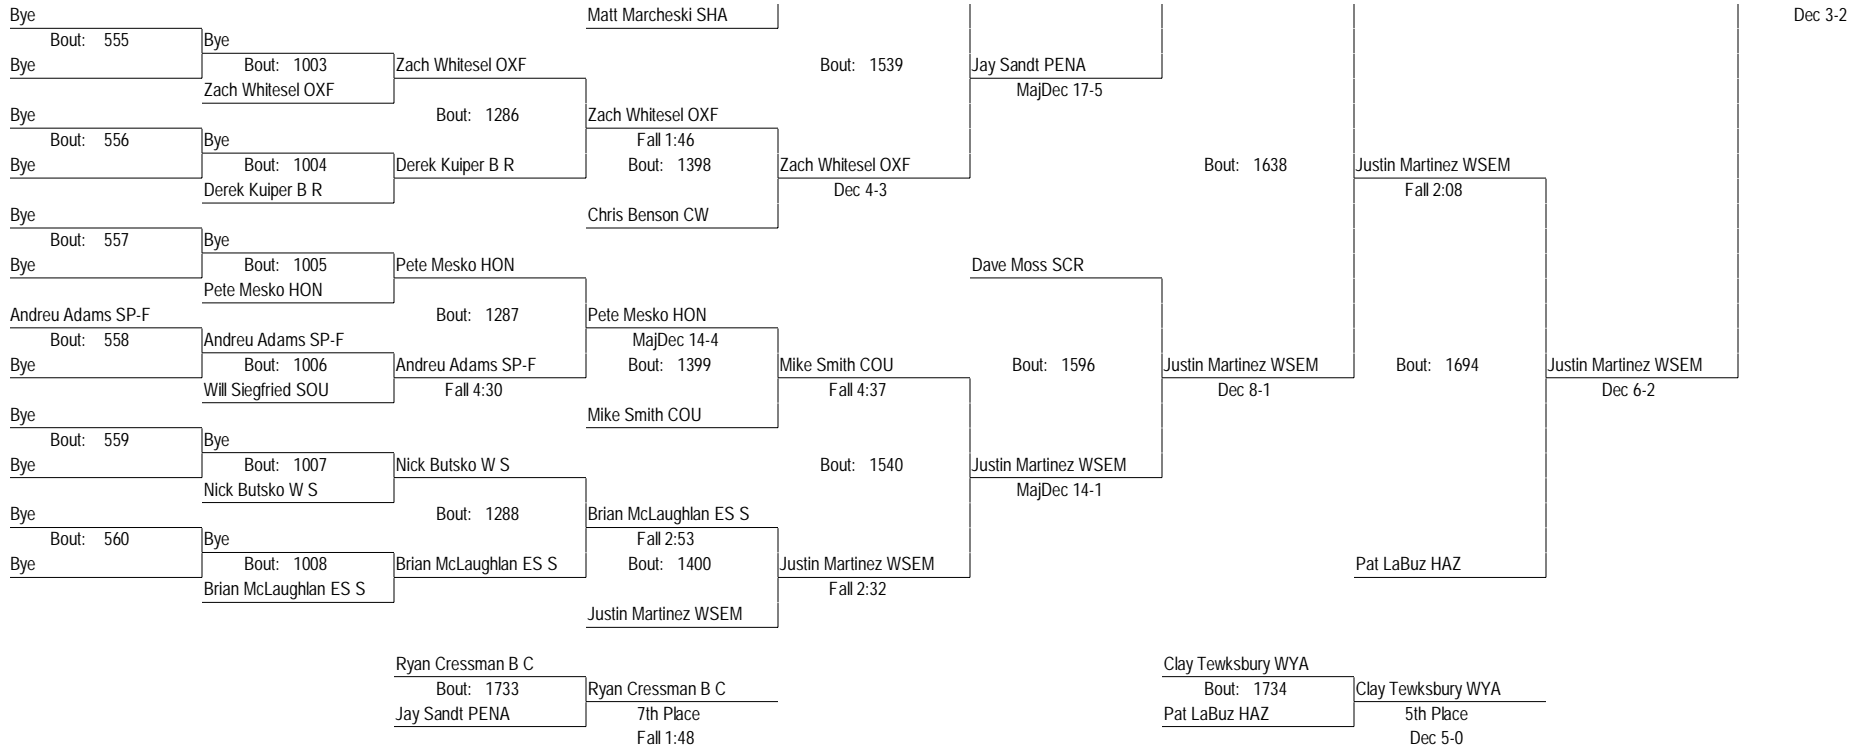 Bye Matt Marcheski SHA Dec 3-2
Bout: 555 Bye
Bye Bout: 1003 Zach Whitesel OXF Bout: 1539 Jay Sandt PENA
Zach Whitesel OXF MajDec 17-5
Bye Bout: 1286 Zach Whitesel OXF
Bout: 556 Bye Fall 1:46
Bye Bout: 1004 Derek Kuiper B R Bout: 1398 Zach Whitesel OXF Bout: 1638 Justin Martinez WSEM
Derek Kuiper B R Dec 4-3 Fall 2:08
Bye Chris Benson CW
Bout: 557 Bye
Bye Bout: 1005 Pete Mesko HON Dave Moss SCR
Pete Mesko HON
Andreu Adams SP-F Bout: 1287 Pete Mesko HON
Bout: 558 Andreu Adams SP-F MajDec 14-4
Bye Bout: 1006 Andreu Adams SP-F Bout: 1399 Mike Smith COU Bout: 1596 Justin Martinez WSEM Bout: 1694 Justin Martinez WSEM
Will Siegfried SOU Fall 4:30 Fall 4:37 Dec 8-1 Dec 6-2
Bye Mike Smith COU
Bout: 559 Bye
Bye Bout: 1007 Nick Butsko W S Bout: 1540 Justin Martinez WSEM
Nick Butsko W S MajDec 14-1
Bye Bout: 1288 Brian McLaughlan ES S
Bout: 560 Bye Fall 2:53
Bye Bout: 1008 Brian McLaughlan ES S Bout: 1400 Justin Martinez WSEM Pat LaBuz HAZ
Brian McLaughlan ES S Fall 2:32
Justin Martinez WSEM
Ryan Cressman B C Clay Tewksbury WYA
Bout: 1733 Ryan Cressman B C Bout: 1734 Clay Tewksbury WYA
Jay Sandt PENA 7th Place Pat LaBuz HAZ 5th Place
Fall 1:48 Dec 5-0